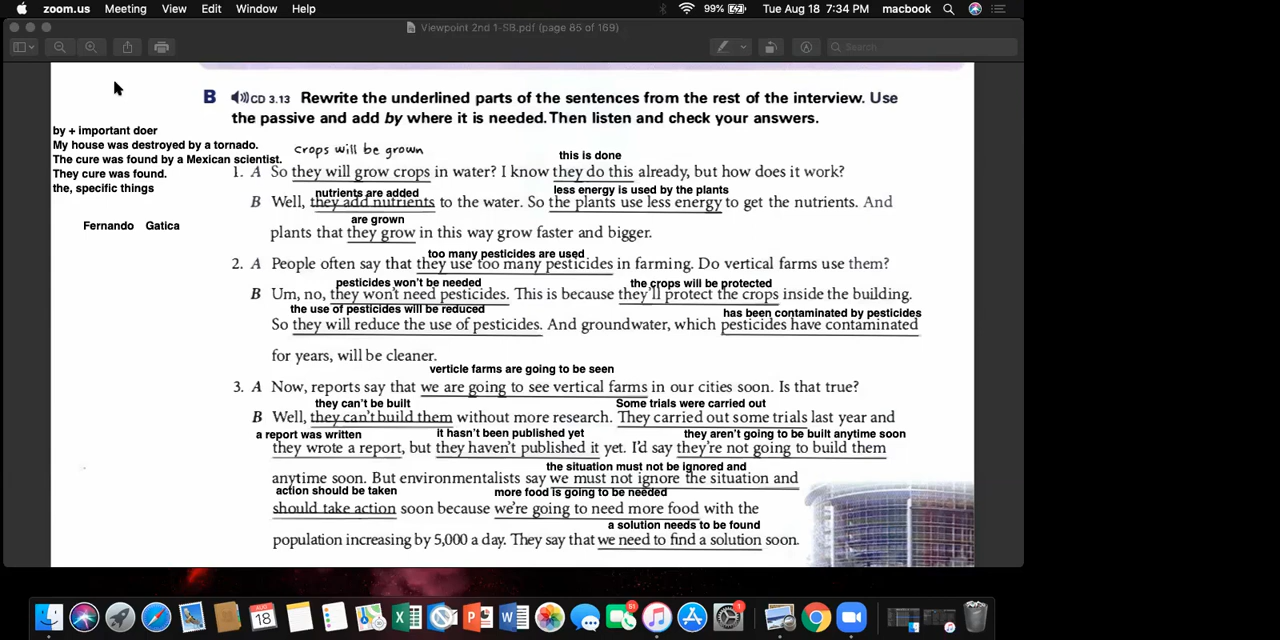 zoom.us Meeting View Edit Window Help 99% Tue Aug 18 7:34 PM macbook
Viewpoint 2nd 1-SB.pdf (page 85 of 169)
Search
B CD 3.13 Rewrite the underlined parts of the sentences from the rest of the interview. Use
the passive and add by where it is needed. Then listen and check your answers.
by + important doer
My house was destroyed by a tornado.
The cure was found by a Mexican scientist.
They cure was found.
the, specific things
Fernando Gatica
crops will be grown this is done
1. A So they will grow crops in water? I know they do this already, but how does it work?
nutrients are added less energy is used by the plants
B Well, they add nutrients to the water. So the plants use less energy to get the nutrients. And
are grown
plants that they grow in this way grow faster and bigger.
too many pesticides are used
2. A People often say that they use too many pesticides in farming. Do vertical farms use them?
pesticides won't be needed the crops will be protected
B Um, no, they won't need pesticides. This is because they'll protect the crops inside the building.
the use of pesticides will be reduced has been contaminated by pesticides
So they will reduce the use of pesticides. And groundwater, which pesticides have contaminated
for years, will be cleaner.
verticle farms are going to be seen
3. A Now, reports say that we are going to see vertical farms in our cities soon. Is that true?
they can't be built Some trials were carried out
B Well, they can't build them without more research. They carried out some trials last year and
a report was written it hasn't been published yet they aren't going to be built anytime soon
they wrote a report, but they haven't published it yet. I'd say they're not going to build them
the situation must not be ignored and
anytime soon. But environmentalists say we must not ignore the situation and
action should be taken more food is going to be needed
should take action soon because we're going to need more food with the
a solution needs to be found
population increasing by 5,000 a day. They say that we need to find a solution soon.
AUG
18
51
1